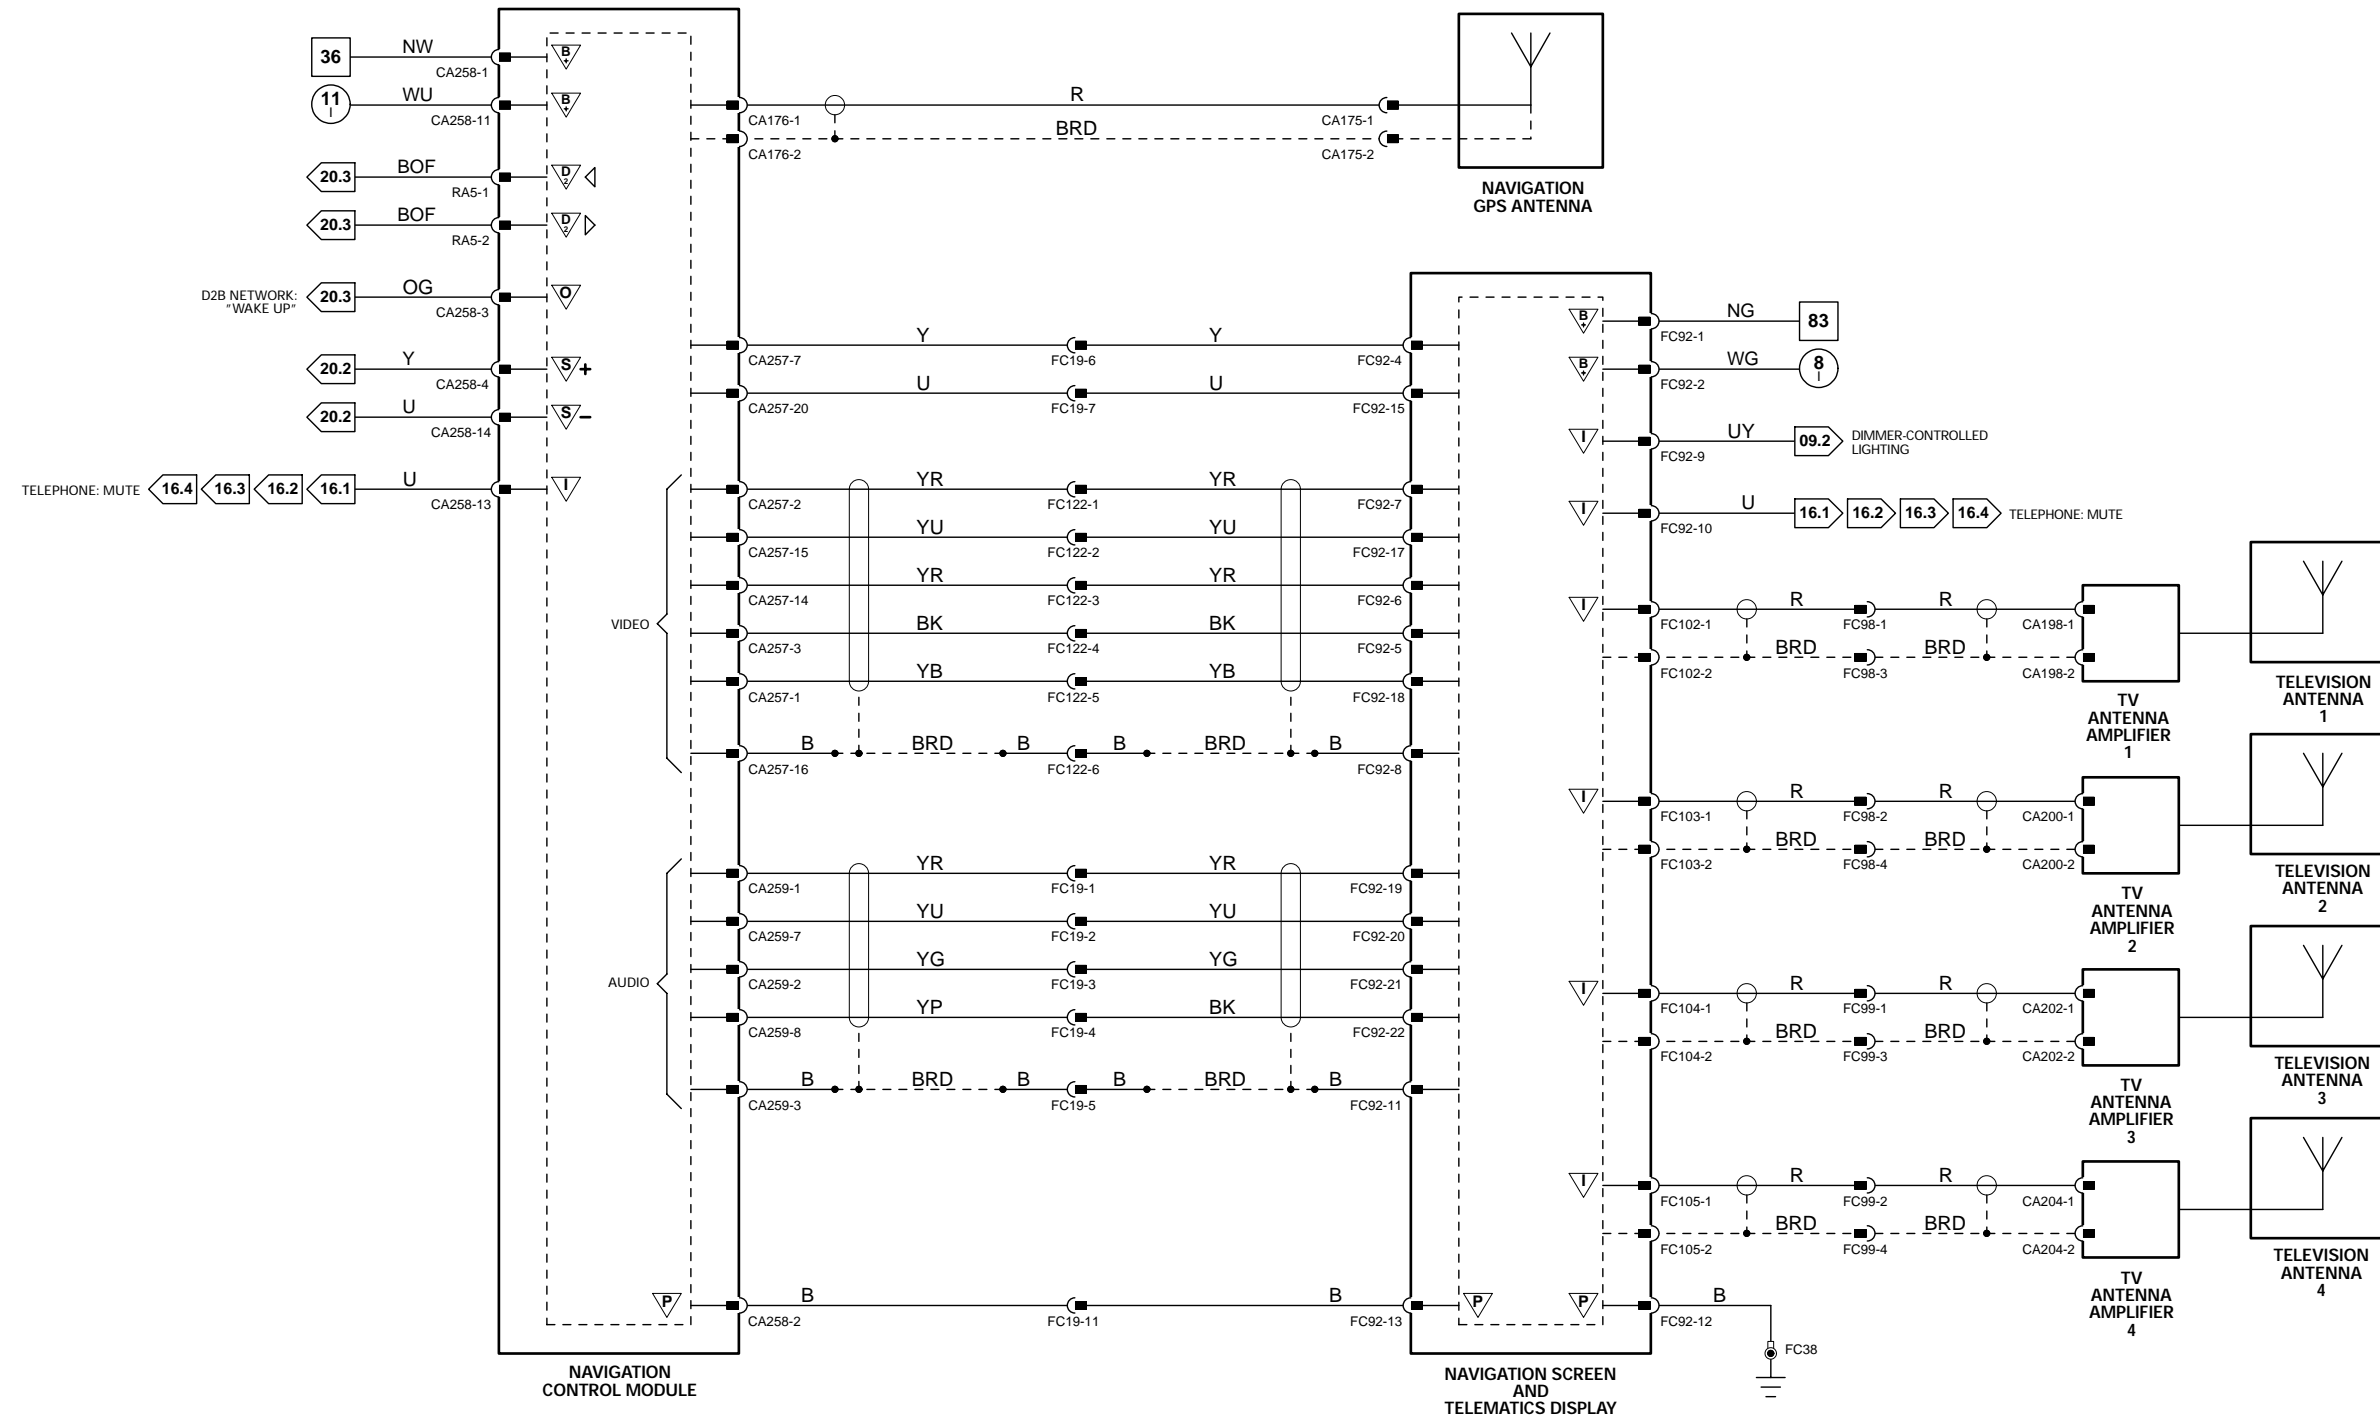 36
NW
CA258-1
B
+
11
I
WU
CA258-11
B
+
20.3
BOF
RA5-1
D
2
20.3
BOF
RA5-2
D
2
D2B NETWORK:
"WAKE UP"
20.3
OG
CA258-3
O
20.2
Y
CA258-4
S +
20.2
U
CA258-14
S –
TELEPHONE: MUTE 16.4 16.3 16.2 16.1
U
CA258-13
I
CA176-1
R
CA175-1
CA176-2
BRD
CA175-2
NAVIGATION
GPS ANTENNA
CA257-7 Y FC19-6 Y FC92-4
CA257-20 U FC19-7 U FC92-15
VIDEO
CA257-2 YR FC122-1 YR FC92-7
CA257-15 YU FC122-2 YU FC92-17
CA257-14 YR FC122-3 YR FC92-6
CA257-3 BK FC122-4 BK FC92-5
CA257-1 YB FC122-5 YB FC92-18
CA257-16 B BRD B FC122-6 B BRD B FC92-8
AUDIO
CA259-1 YR FC19-1 YR FC92-19
CA259-7 YU FC19-2 YU FC92-20
CA259-2 YG FC19-3 YG FC92-21
CA259-8 YP FC19-4 BK FC92-22
CA259-3 B BRD B FC19-5 B BRD B FC92-11
P CA258-2 B FC19-11 B FC92-13 P
NAVIGATION
CONTROL MODULE
B
+
FC92-1 NG 83
B
+
FC92-2 WG 8
I
I FC92-9 UY 09.2
DIMMER-CONTROLLED
LIGHTING
I FC92-10 U 16.1 16.2 16.3 16.4 TELEPHONE: MUTE
I FC102-1 R FC98-1 R CA198-1
FC102-2 BRD FC98-3 BRD CA198-2
TV
ANTENNA
AMPLIFIER
1
TELEVISION
ANTENNA
1
I FC103-1 R FC98-2 R CA200-1
FC103-2 BRD FC98-4 BRD CA200-2
TV
ANTENNA
AMPLIFIER
2
TELEVISION
ANTENNA
2
I FC104-1 R FC99-1 R CA202-1
FC104-2 BRD FC99-3 BRD CA202-2
TV
ANTENNA
AMPLIFIER
3
TELEVISION
ANTENNA
3
I FC105-1 R FC99-2 R CA204-1
FC105-2 BRD FC99-4 BRD CA204-2
TV
ANTENNA
AMPLIFIER
4
TELEVISION
ANTENNA
4
P FC92-12 B
FC38
NAVIGATION SCREEN
AND
TELEMATICS DISPLAY